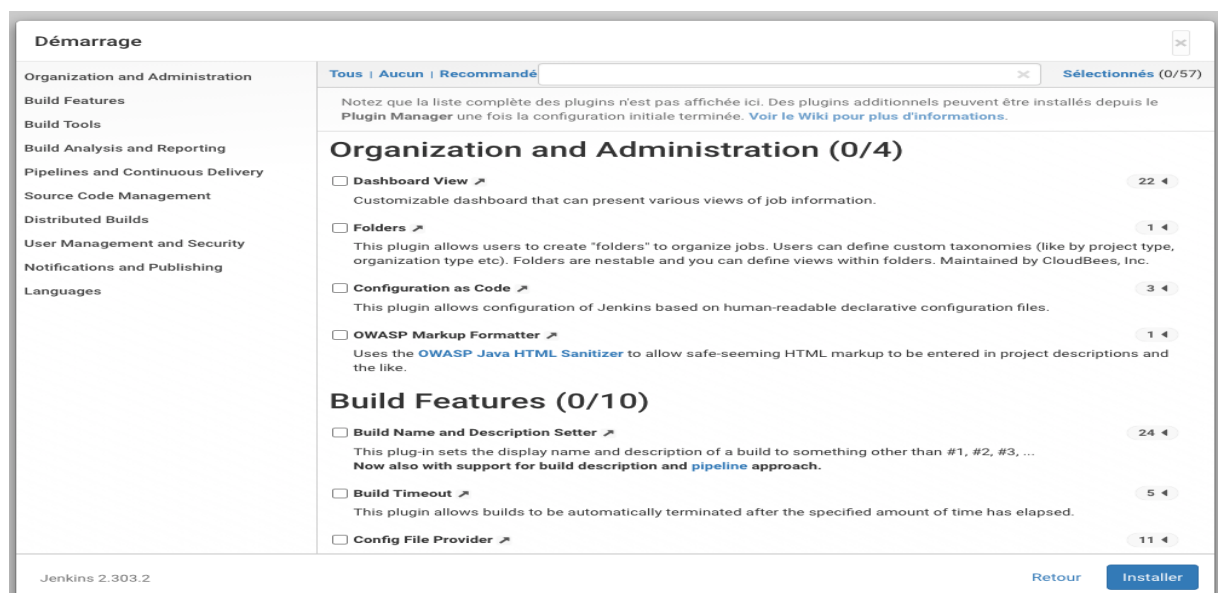 Démarrage
Organization and Administration
Build Features
Build Tools
Build Analysis and Reporting
Pipelines and Continuous Delivery
Source Code Management
Distributed Builds
User Management and Security
Notifications and Publishing
Languages
Tous | Aucun | Recommandé
Sélectionnés (0/57)
Notez que la liste complète des plugins n'est pas affichée ici. Des plugins additionnels peuvent être installés depuis le
Plugin Manager une fois la configuration initiale terminée. Voir le Wiki pour plus d'informations.
Organization and Administration (0/4)
Dashboard View 22
Customizable dashboard that can present various views of job information.
Folders 1
This plugin allows users to create "folders" to organize jobs. Users can define custom taxonomies (like by project type,
organization type etc). Folders are nestable and you can define views within folders. Maintained by CloudBees, Inc.
Configuration as Code 3
This plugin allows configuration of Jenkins based on human-readable declarative configuration files.
OWASP Markup Formatter 1
Uses the OWASP Java HTML Sanitizer to allow safe-seeming HTML markup to be entered in project descriptions and
the like.
Build Features (0/10)
Build Name and Description Setter 24
This plug-in sets the display name and description of a build to something other than #1, #2, #3, ...
Now also with support for build description and pipeline approach.
Build Timeout 5
This plugin allows builds to be automatically terminated after the specified amount of time has elapsed.
Config File Provider 11
Jenkins 2.303.2
Retour
Installer